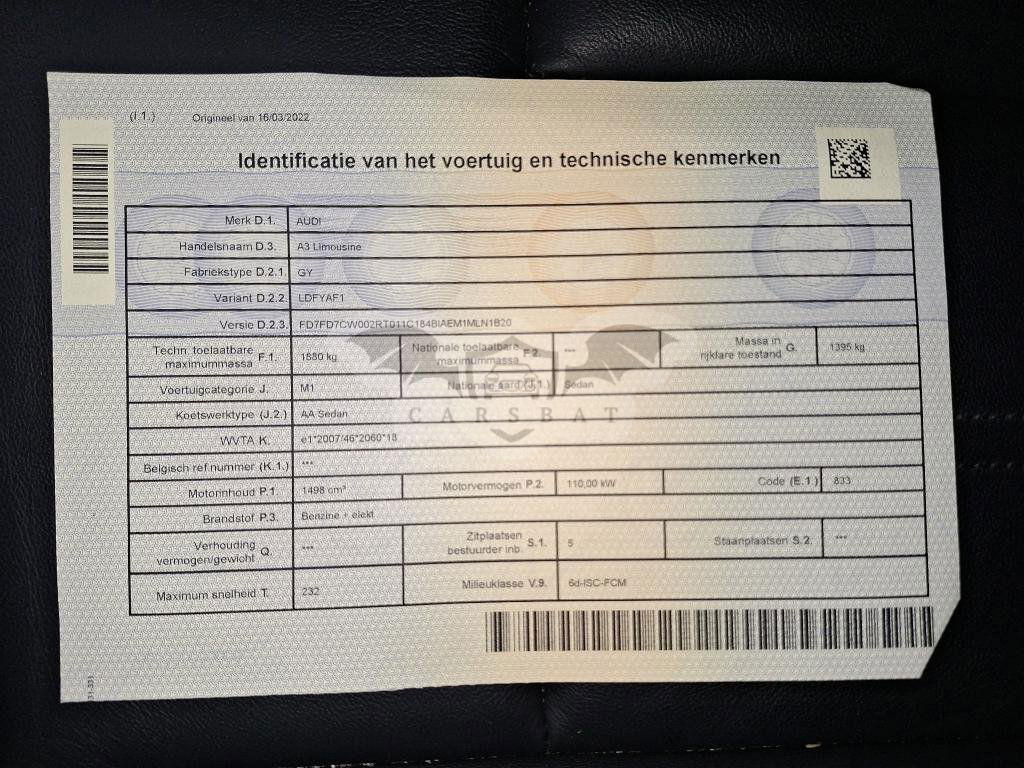 (I.1.) Origineel van 16/03/2022
Identificatie van het voertuig en technische kenmerken
Merk D.1. AUDI
Handelsnaam D.3. A3 Limousine
Fabriekstype D.2.1. GY
Variant D.2.2. LDFYAF1
Versie D.2.3. FD7FD7CW002RT011C184BIAEM1MLN1B20
Techn. toelaatbare maximummassa F.1. 1880 kg Nationale toelaatbare maximummassa F.2. *** Massa in rijklare toestand G. 1395 kg
Voertuigcategorie J. M1 Nationale aard (J.1.) Sedan
Koetswerktype (J.2.) AA Sedan
CARSBAT
WVTA K. e1*2007/46*2060*18
Belgisch ref.nummer (K.1.) ***
Motorinhoud P.1. 1498 cm³ Motorvermogen P.2. 110,00 kW Code (E.1.) 833
Brandstof P.3. Benzine + elekt
Verhouding vermogen/gewicht Q. *** Zitplaatsen bestuurder inb. S.1. 5 Staanplaatsen S.2. ***
Maximum snelheid T. 232 Milieuklasse V.9. 6d-ISC-FCM